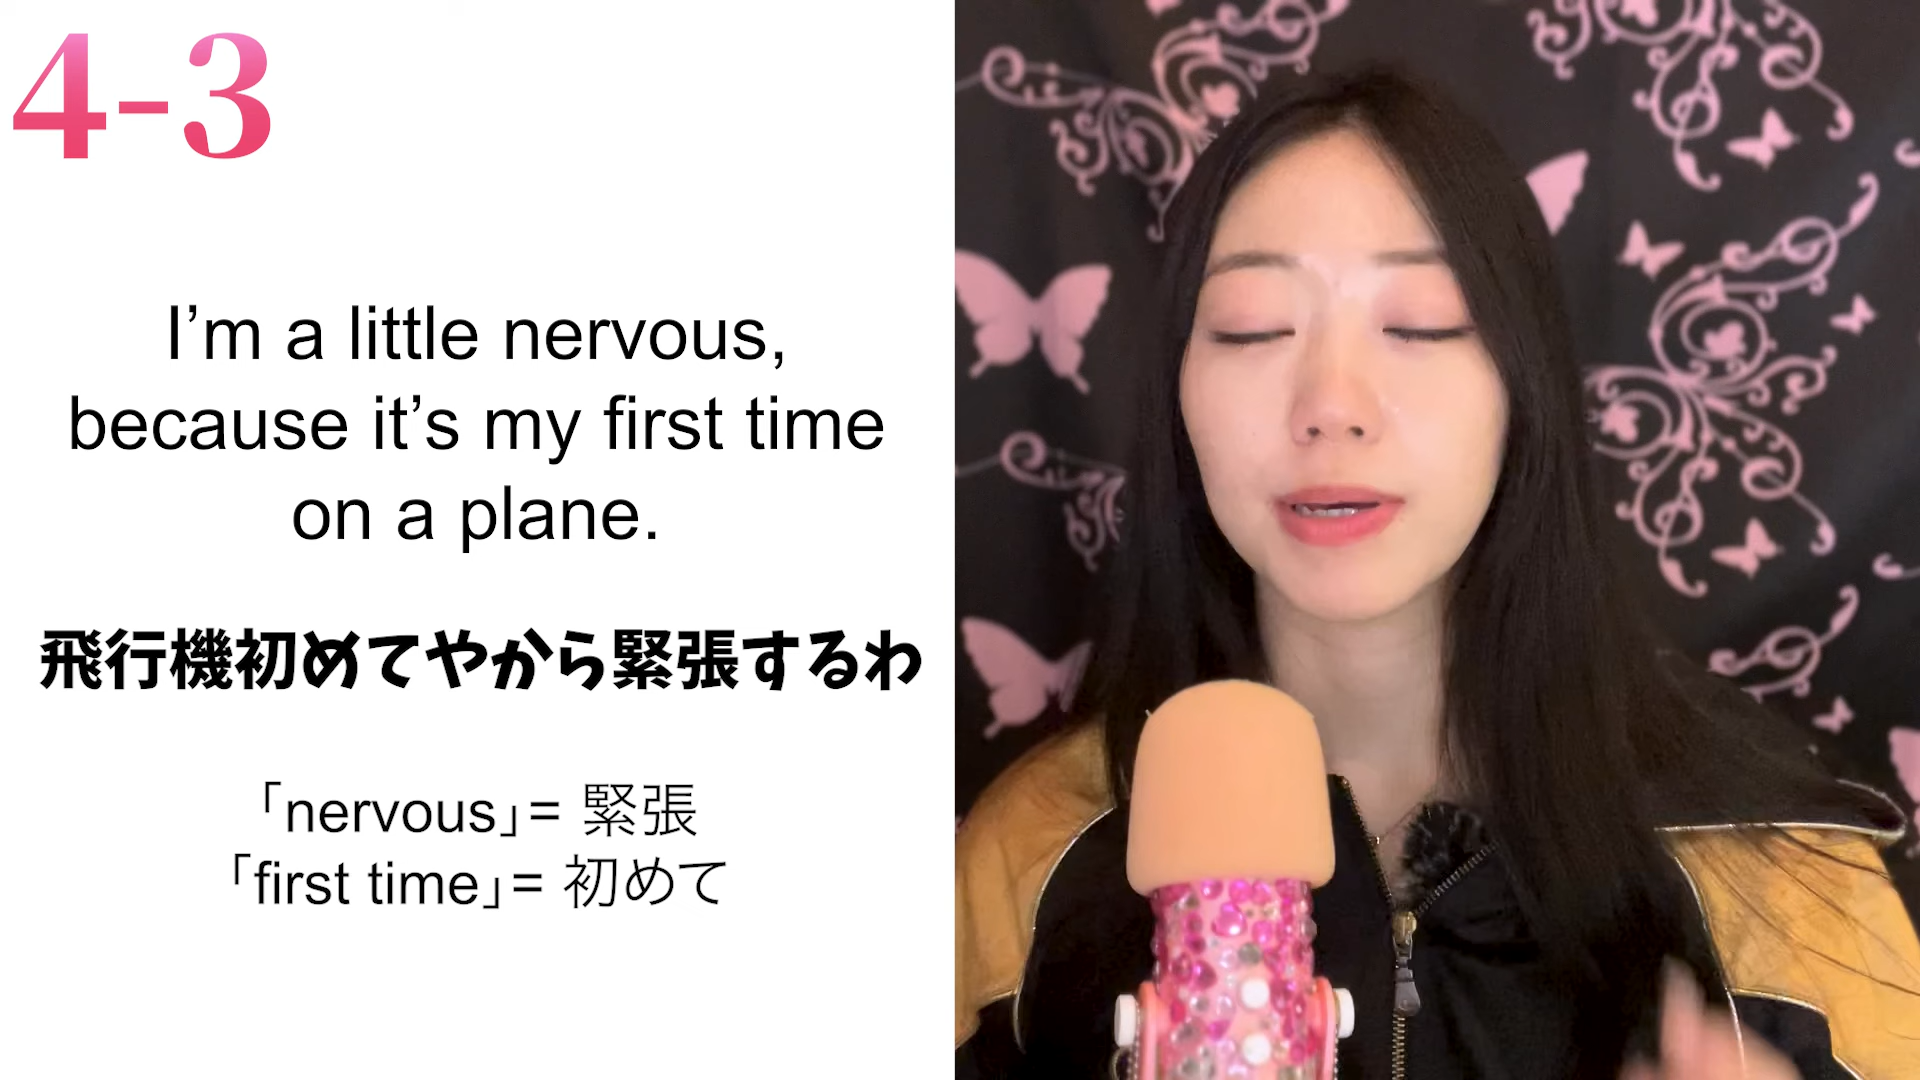 4-3
I’m a little nervous,
because it’s my first time
on a plane.
飛行機初めてやから緊張するわ
「nervous」= 緊張
「first time」= 初めて